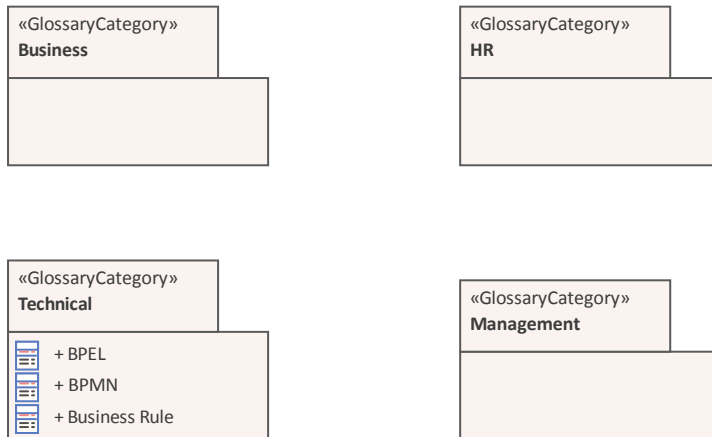 «GlossaryCategory»
Business
«GlossaryCategory»
HR
«GlossaryCategory»
Technical
+ BPEL
+ BPMN
+ Business Rule
«GlossaryCategory»
Management